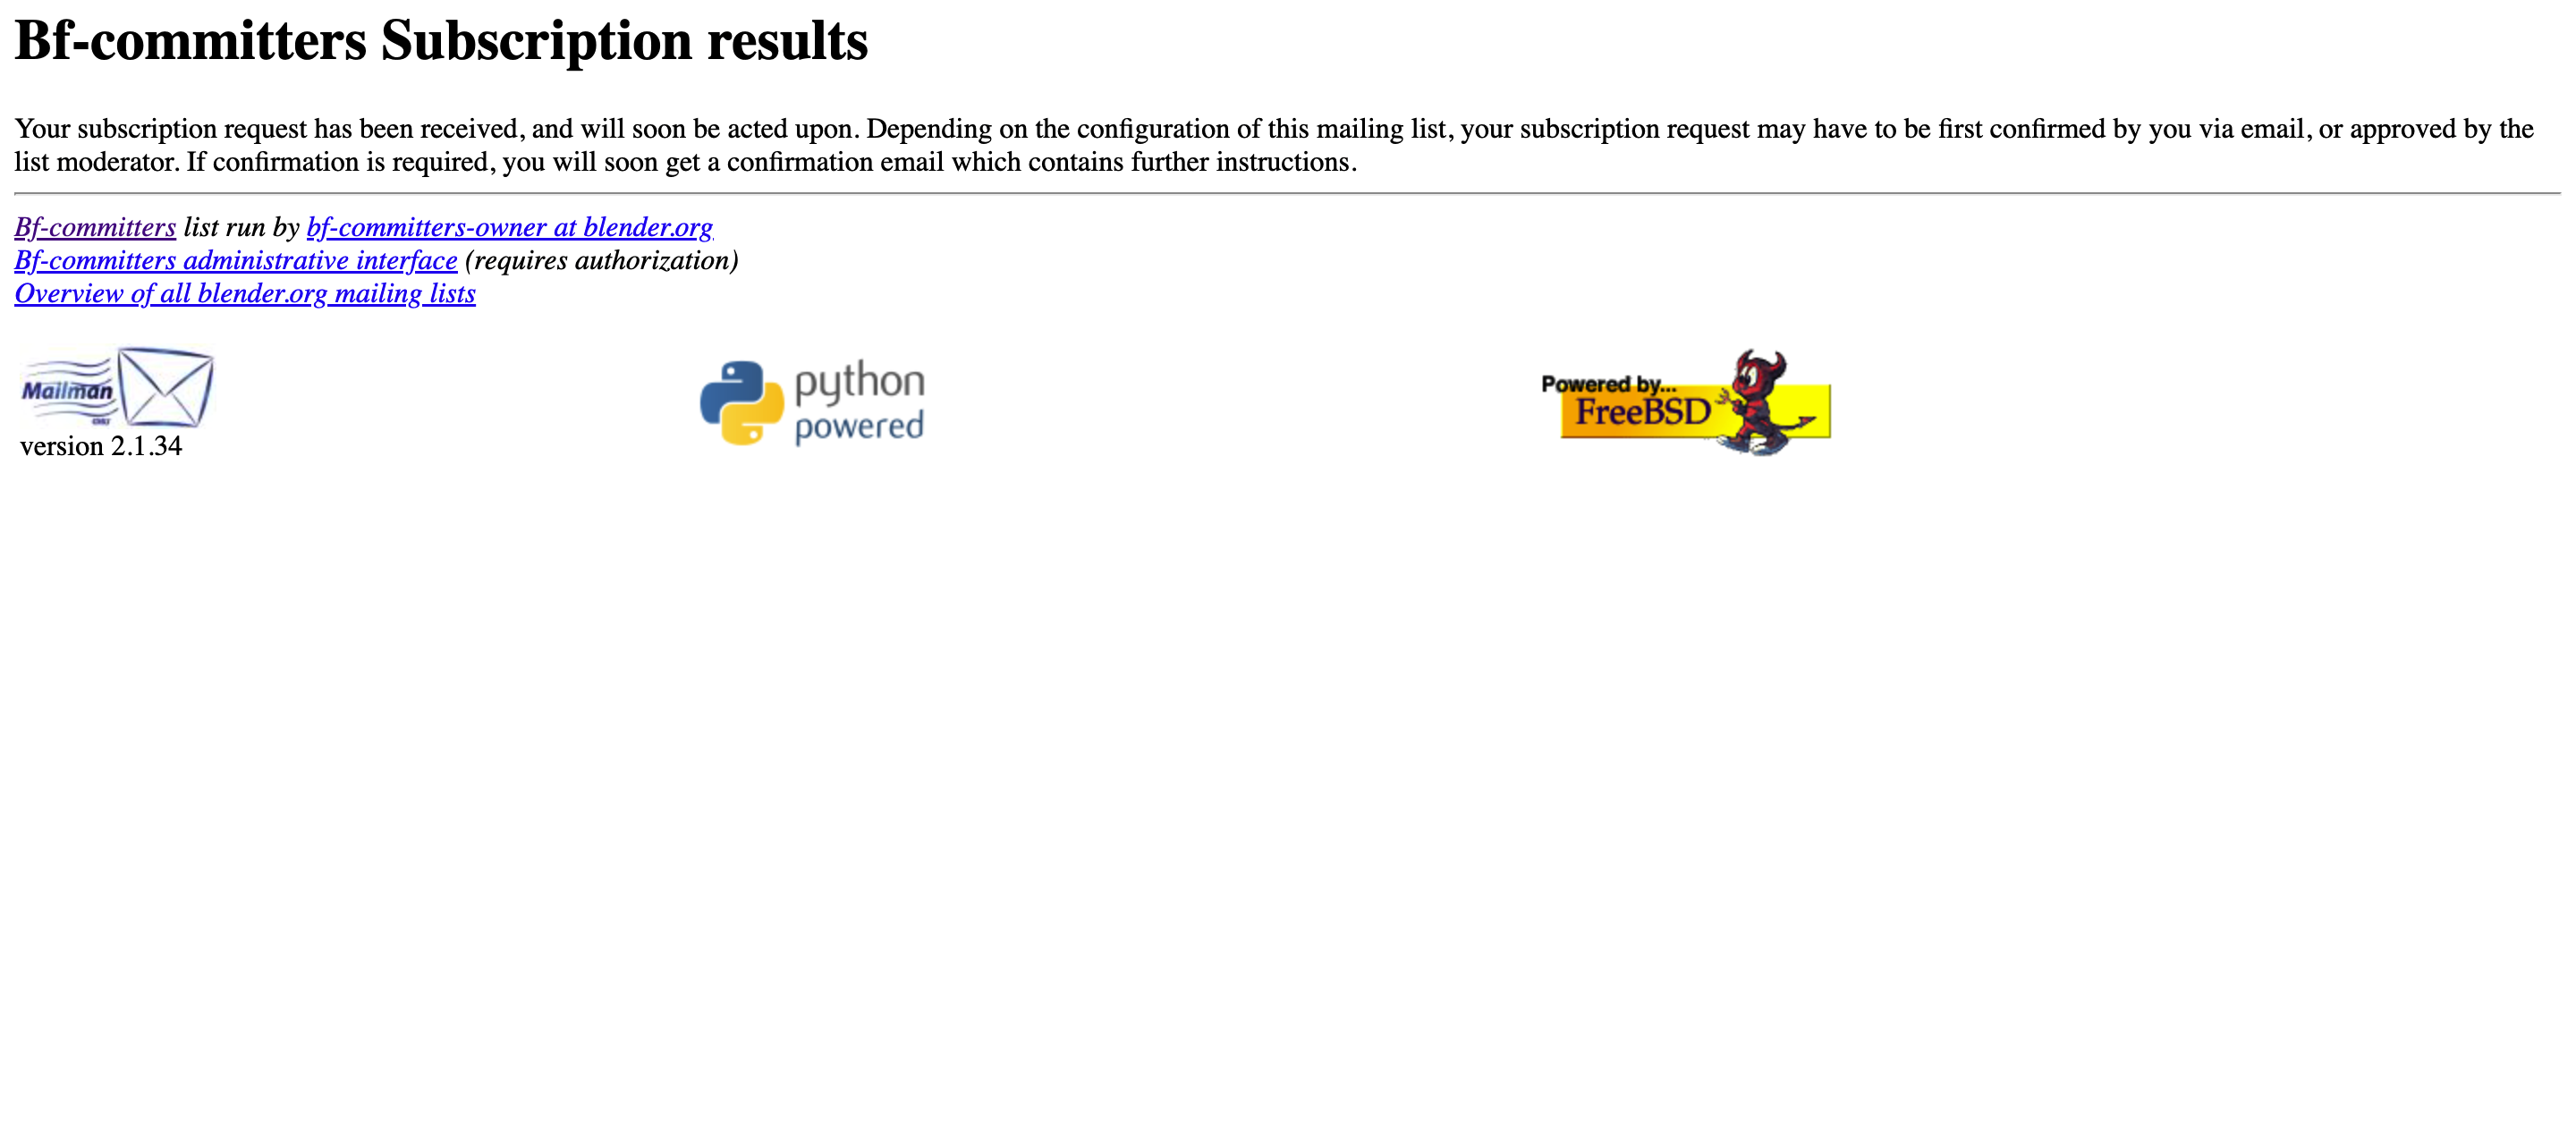 Bf-committers Subscription results
Your subscription request has been received, and will soon be acted upon. Depending on the configuration of this mailing list, your subscription request may have to be first confirmed by you via email, or approved by the
list moderator. If confirmation is required, you will soon get a confirmation email which contains further instructions.
Bf-committers list run by bf-committers-owner at blender.org
Bf-committers administrative interface (requires authorization)
Overview of all blender.org mailing lists
Mailman
version 2.1.34
python
powered
Powered by...
FreeBSD